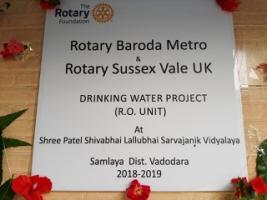 The
Rotary
Foundation
Rotary Baroda Metro
&
Rotary Sussex Vale UK
DRINKING WATER PROJECT
(R.O. UNIT)
At
Shree Patel Shivabhai Lallubhai Sarvajanik Vidyalaya
Samlaya Dist. Vadodara
2018-2019